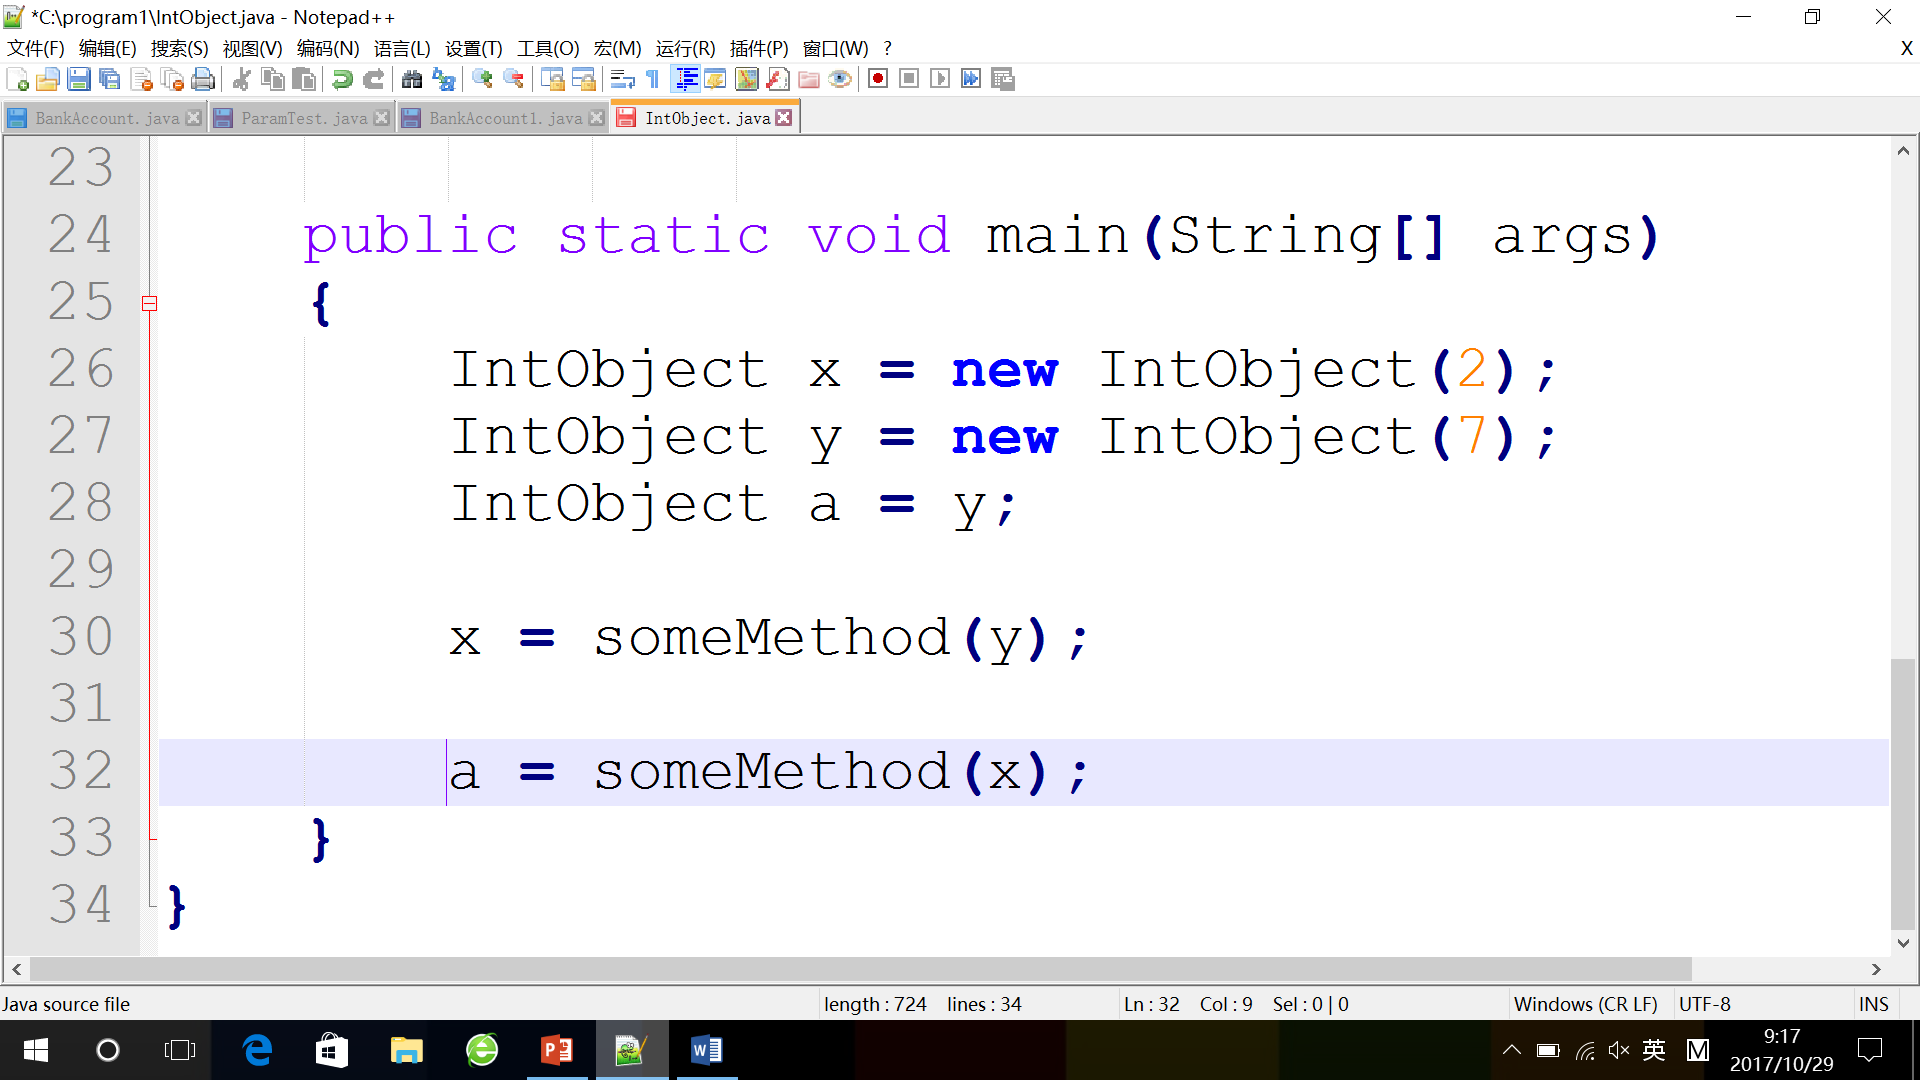 *C:\program1\IntObject.java - Notepad++
文件(F) 编辑(E) 搜索(S) 视图(V) 编码(N) 语言(L) 设置(T) 工具(O) 宏(M) 运行(R) 插件(P) 窗口(W) ? X
BankAccount.java ParamTest.java BankAccount1.java IntObject.java
23
24 public static void main(String[] args)
25 {
26 IntObject x = new IntObject(2);
27 IntObject y = new IntObject(7);
28 IntObject a = y;
29
30 x = someMethod(y);
31
32 a = someMethod(x);
33 }
34 }
Java source file length : 724 lines : 34 Ln : 32 Col : 9 Sel : 0 | 0 Windows (CR LF) UTF-8 INS
英 M 9:17
2017/10/29